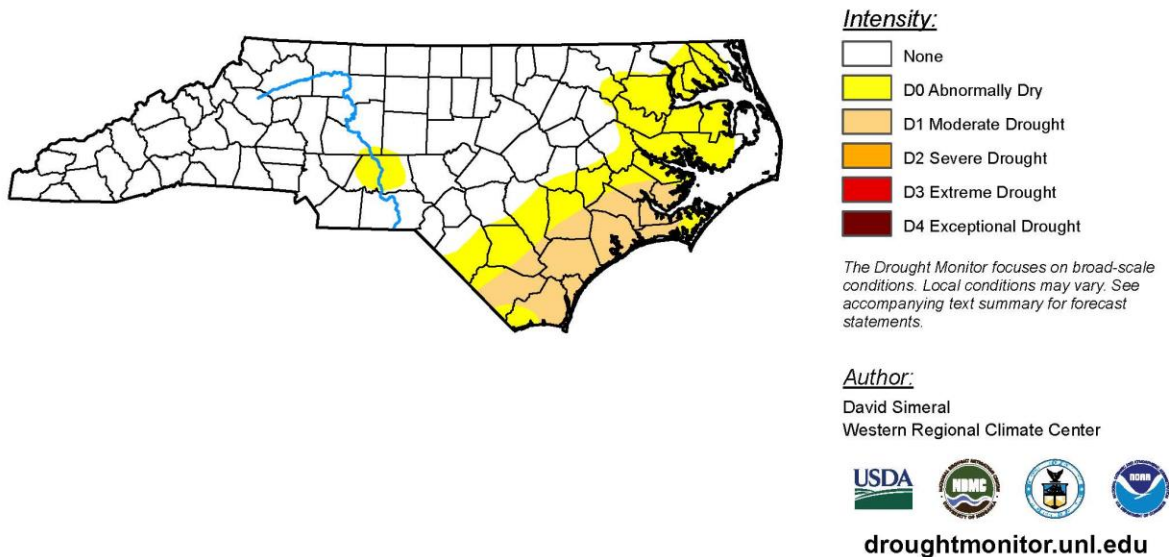 Intensity:
None
D0 Abnormally Dry
D1 Moderate Drought
D2 Severe Drought
D3 Extreme Drought
D4 Exceptional Drought
The Drought Monitor focuses on broad-scale
conditions. Local conditions may vary. See
accompanying text summary for forecast
statements.
Author:
David Simeral
Western Regional Climate Center
USDA
NDMC
NOAA
droughtmonitor.unl.edu